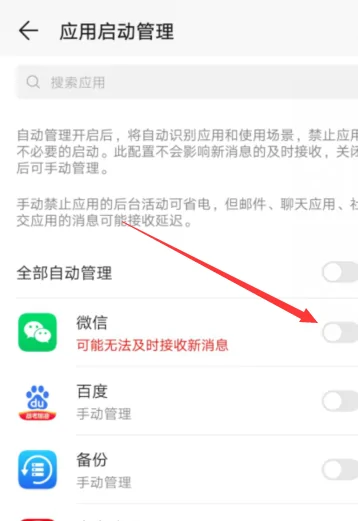 应用启动管理
搜索应用
自动管理开启后，将自动识别应用和使用场景，禁止应用
不必要的启动。此配置不会影响新消息的及时接收，关闭
后可手动管理。
手动禁止应用的后台活动可省电，但邮件、聊天应用、社
交应用的消息可能接收延迟。
全部自动管理
微信
可能无法及时接收新消息
百度
du
手动管理
备份
手动管理